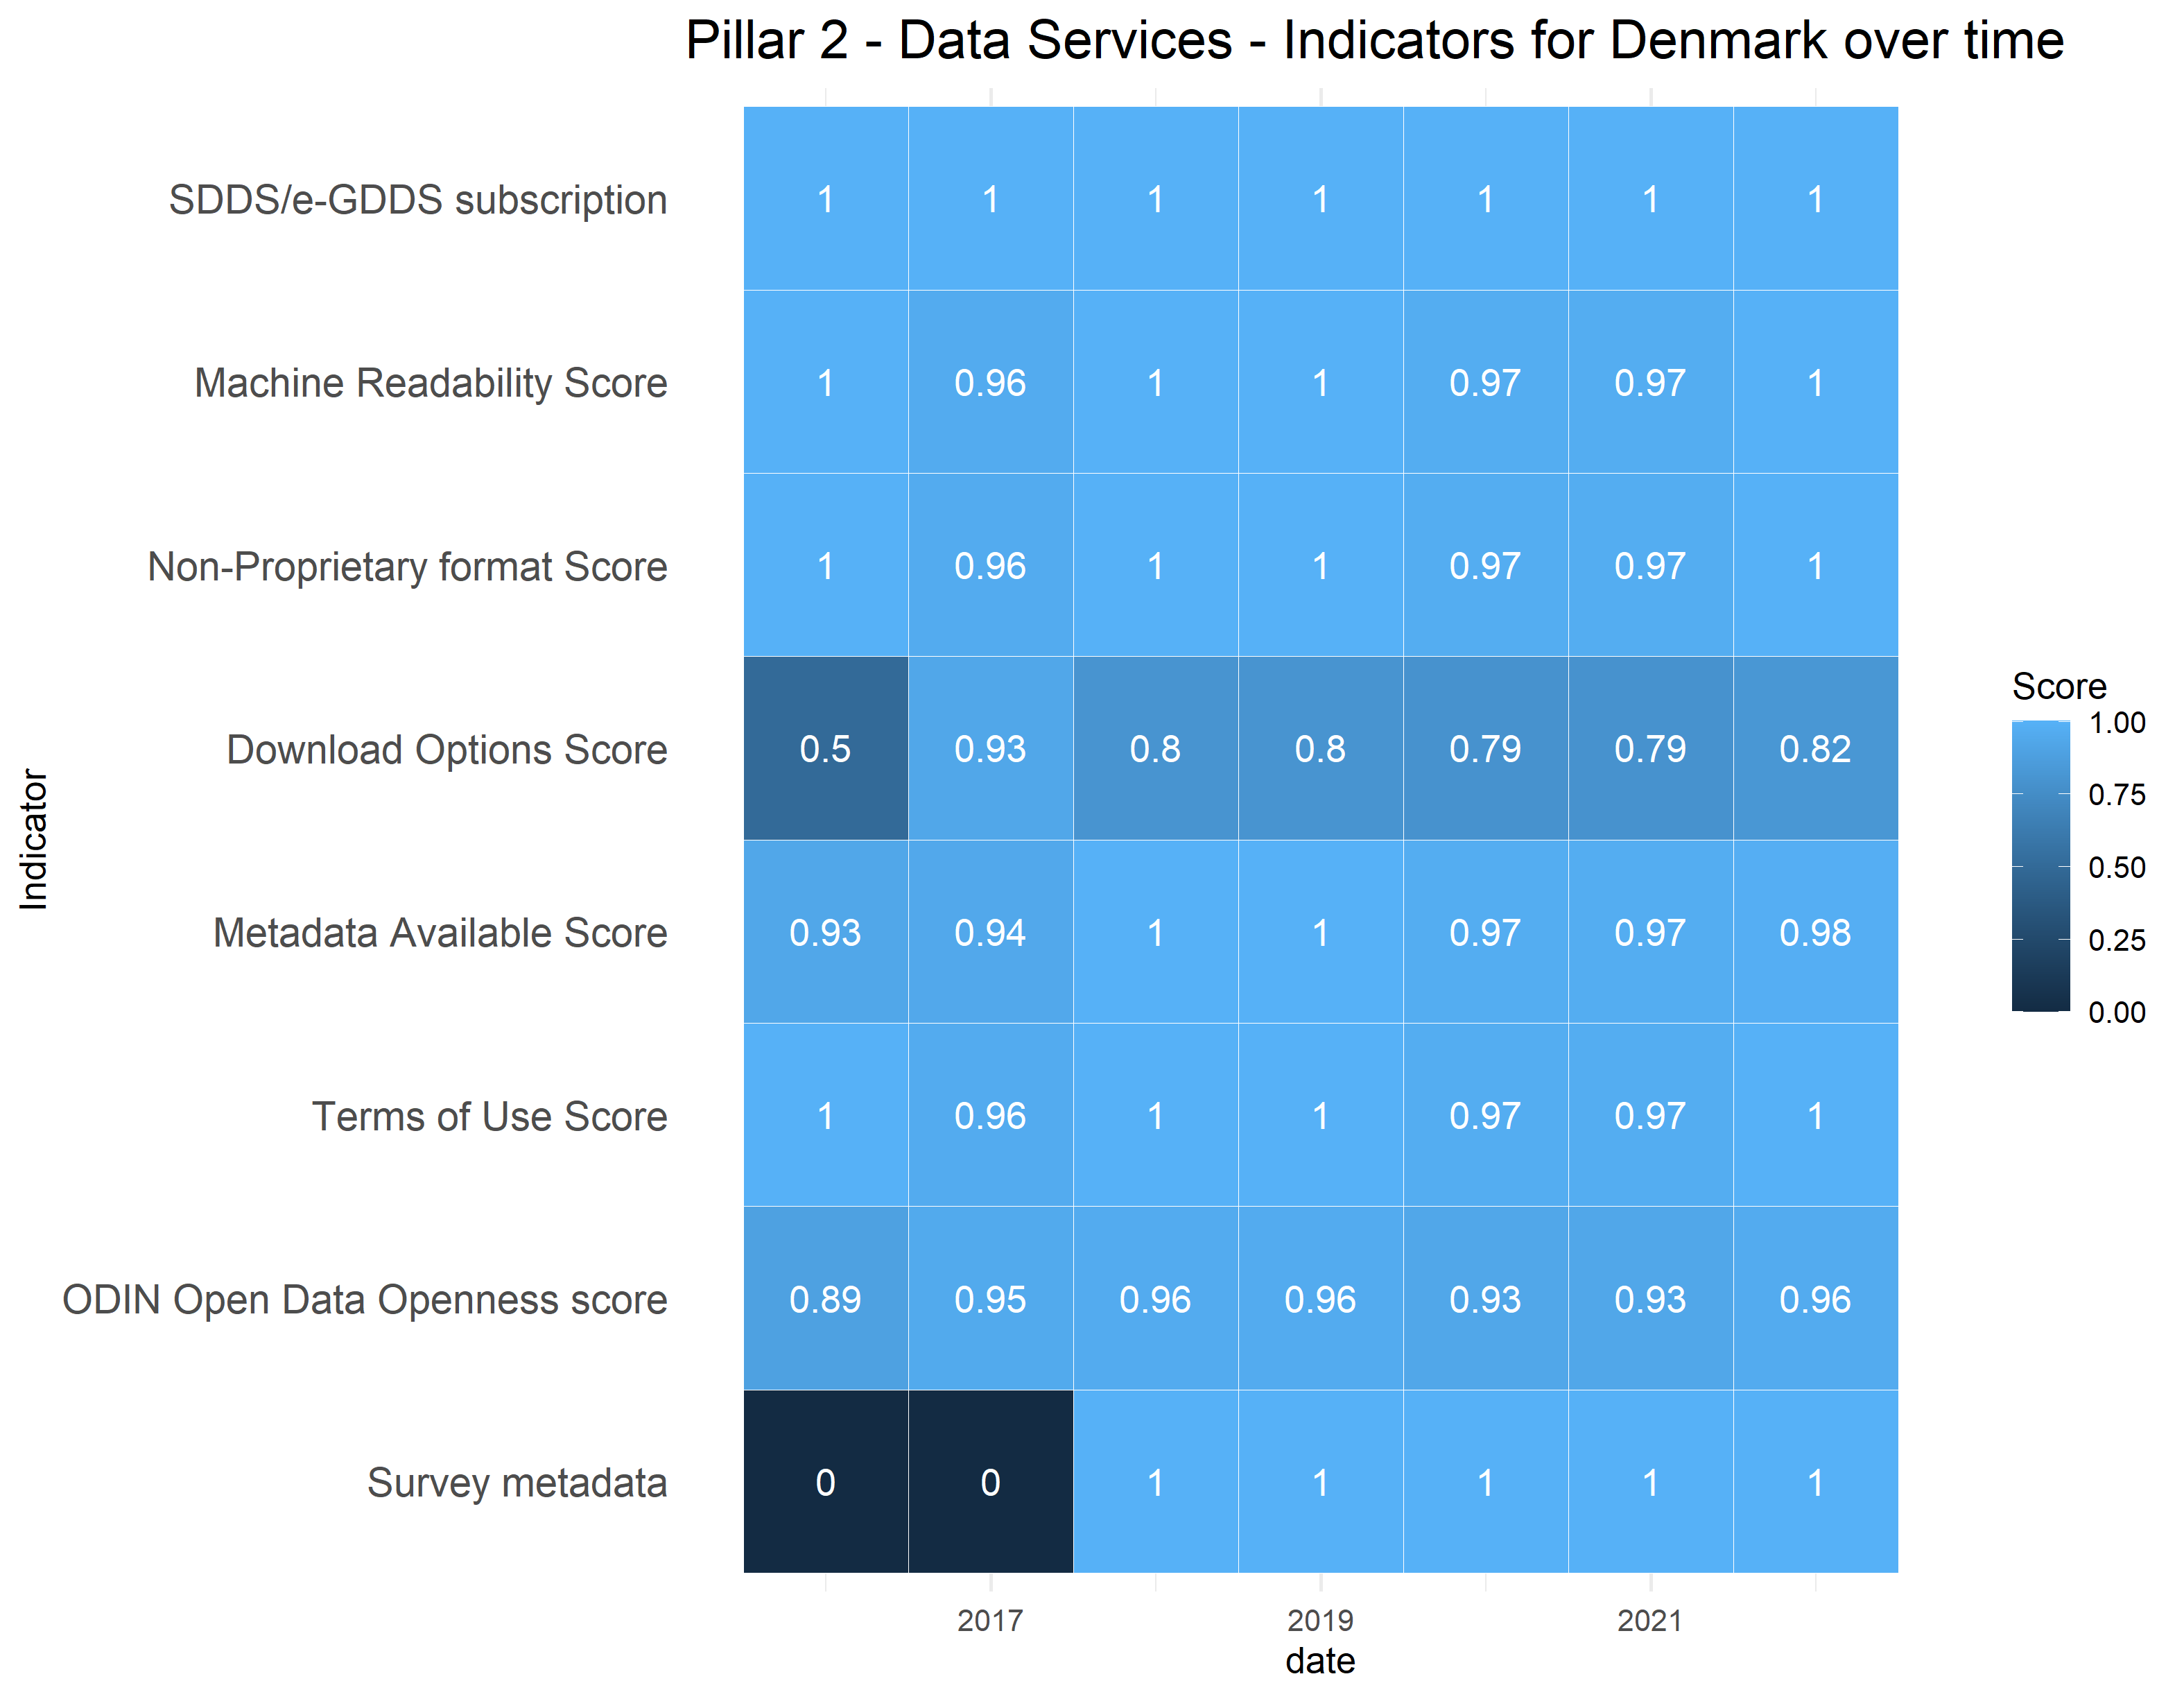 Pillar 2 - Data Services - Indicators for Denmark over time
Indicator
SDDS/e-GDDS subscription 1 1 1 1 1 1 1
Machine Readability Score 1 0.96 1 1 0.97 0.97 1
Non-Proprietary format Score 1 0.96 1 1 0.97 0.97 1
Download Options Score 0.5 0.93 0.8 0.8 0.79 0.79 0.82
Metadata Available Score 0.93 0.94 1 1 0.97 0.97 0.98
Terms of Use Score 1 0.96 1 1 0.97 0.97 1
ODIN Open Data Openness score 0.89 0.95 0.96 0.96 0.93 0.93 0.96
Survey metadata 0 0 1 1 1 1 1
2017 2019 2021
date
Score
1.00
0.75
0.50
0.25
0.00